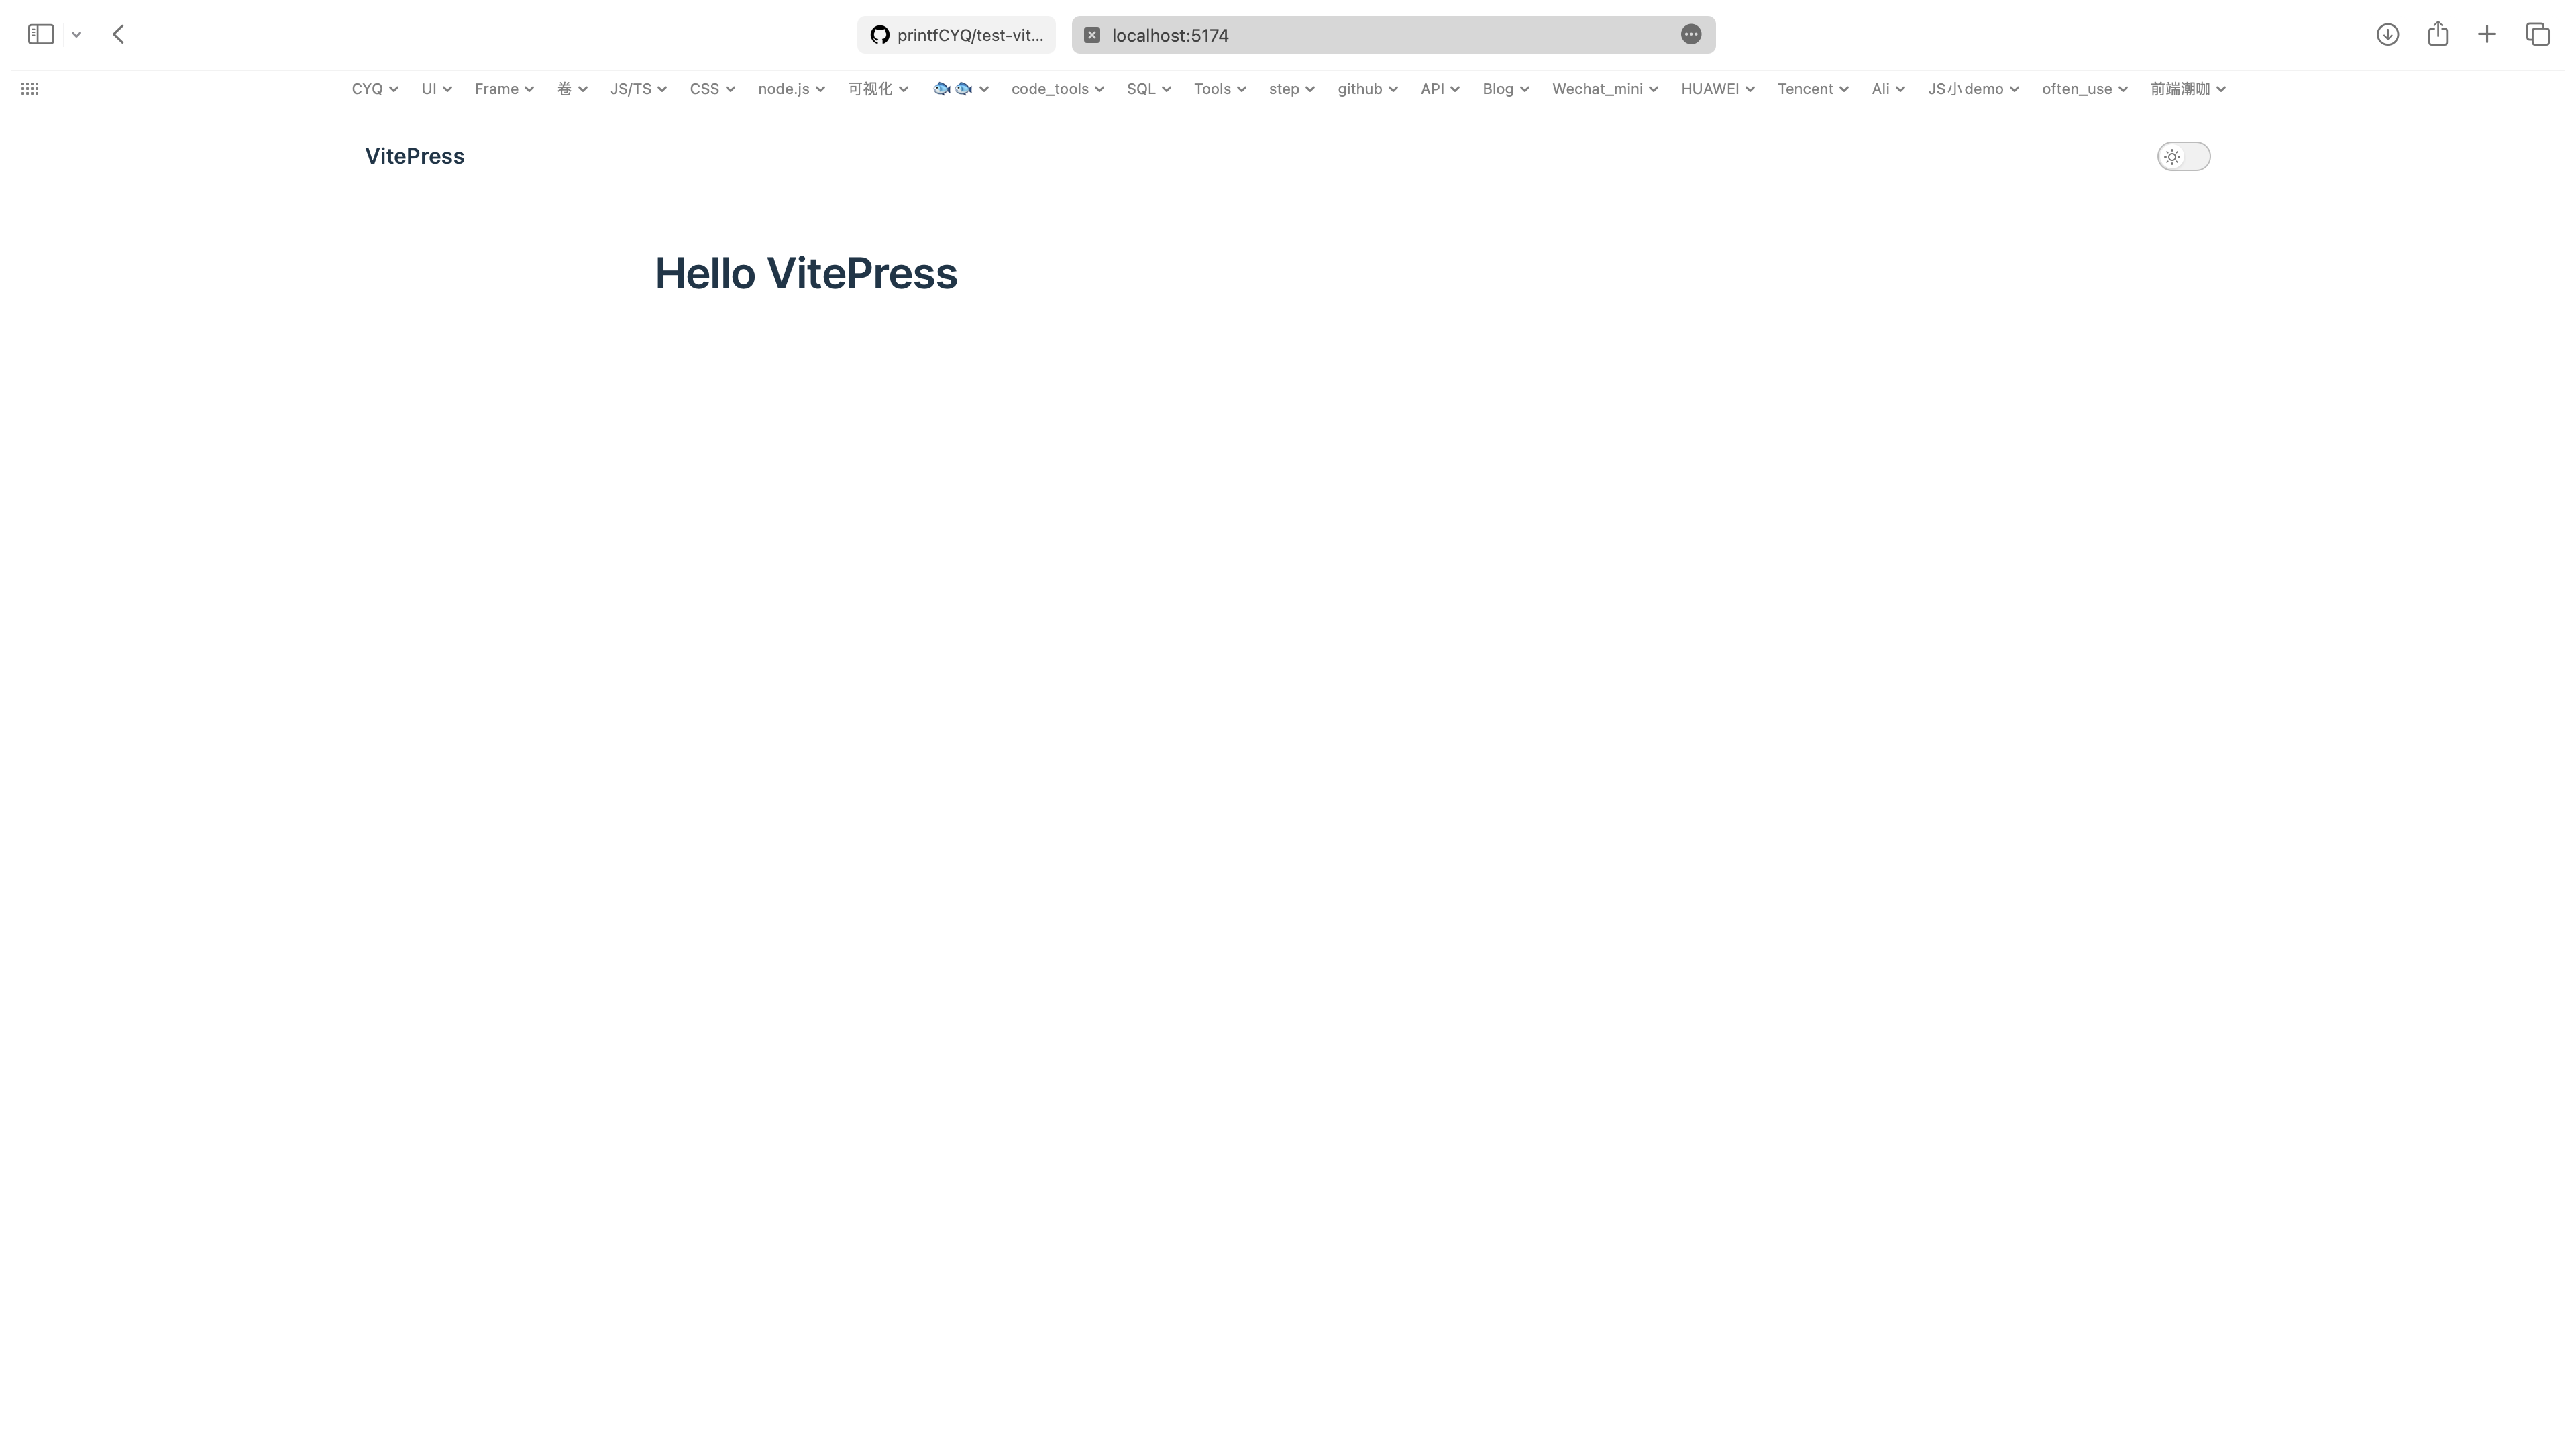 printfCYQ/test-vit...
localhost:5174
CYQ UI Frame 卷 JS/TS CSS node.js 可视化 🐟🐟 code_tools SQL Tools step github API Blog Wechat_mini HUAWEI Tencent Ali JS小demo often_use 前端潮咖
VitePress
Hello VitePress